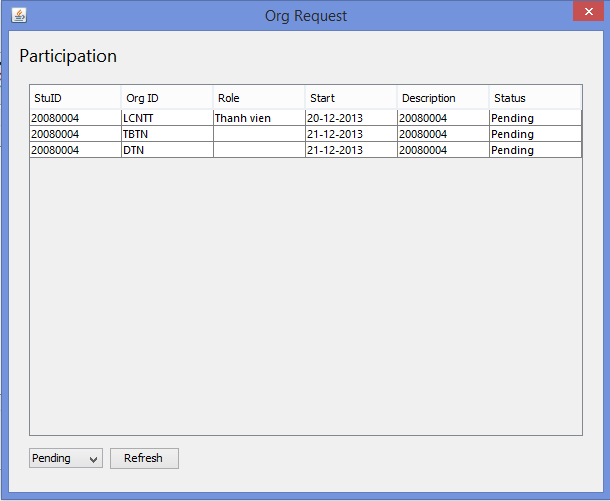 Org Request
Participation
StuID Org ID Role Start Description Status
20080004 LCNTT Thanh vien 20-12-2013 20080004 Pending
20080004 TBTN 21-12-2013 20080004 Pending
20080004 DTN 21-12-2013 20080004 Pending
Pending Refresh